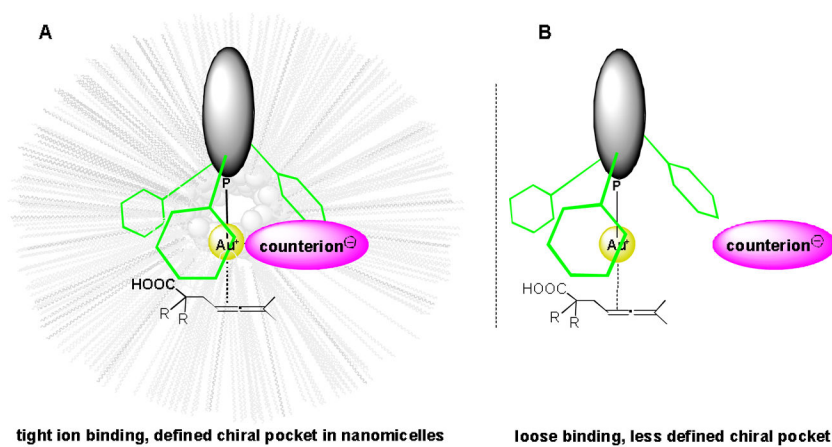 A
P
Au+
counterion⊖
HOOC
R
R
tight ion binding, defined chiral pocket in nanomicelles
B
P
Au+
counterion⊖
HOOC
R
R
loose binding, less defined chiral pocket